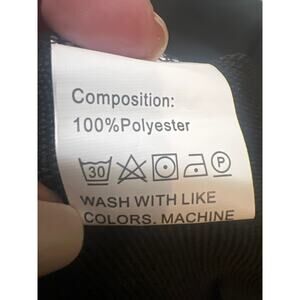 Composition:
100%Polyester
30 P
WASH WITH LIKE
COLORS. MACHINE